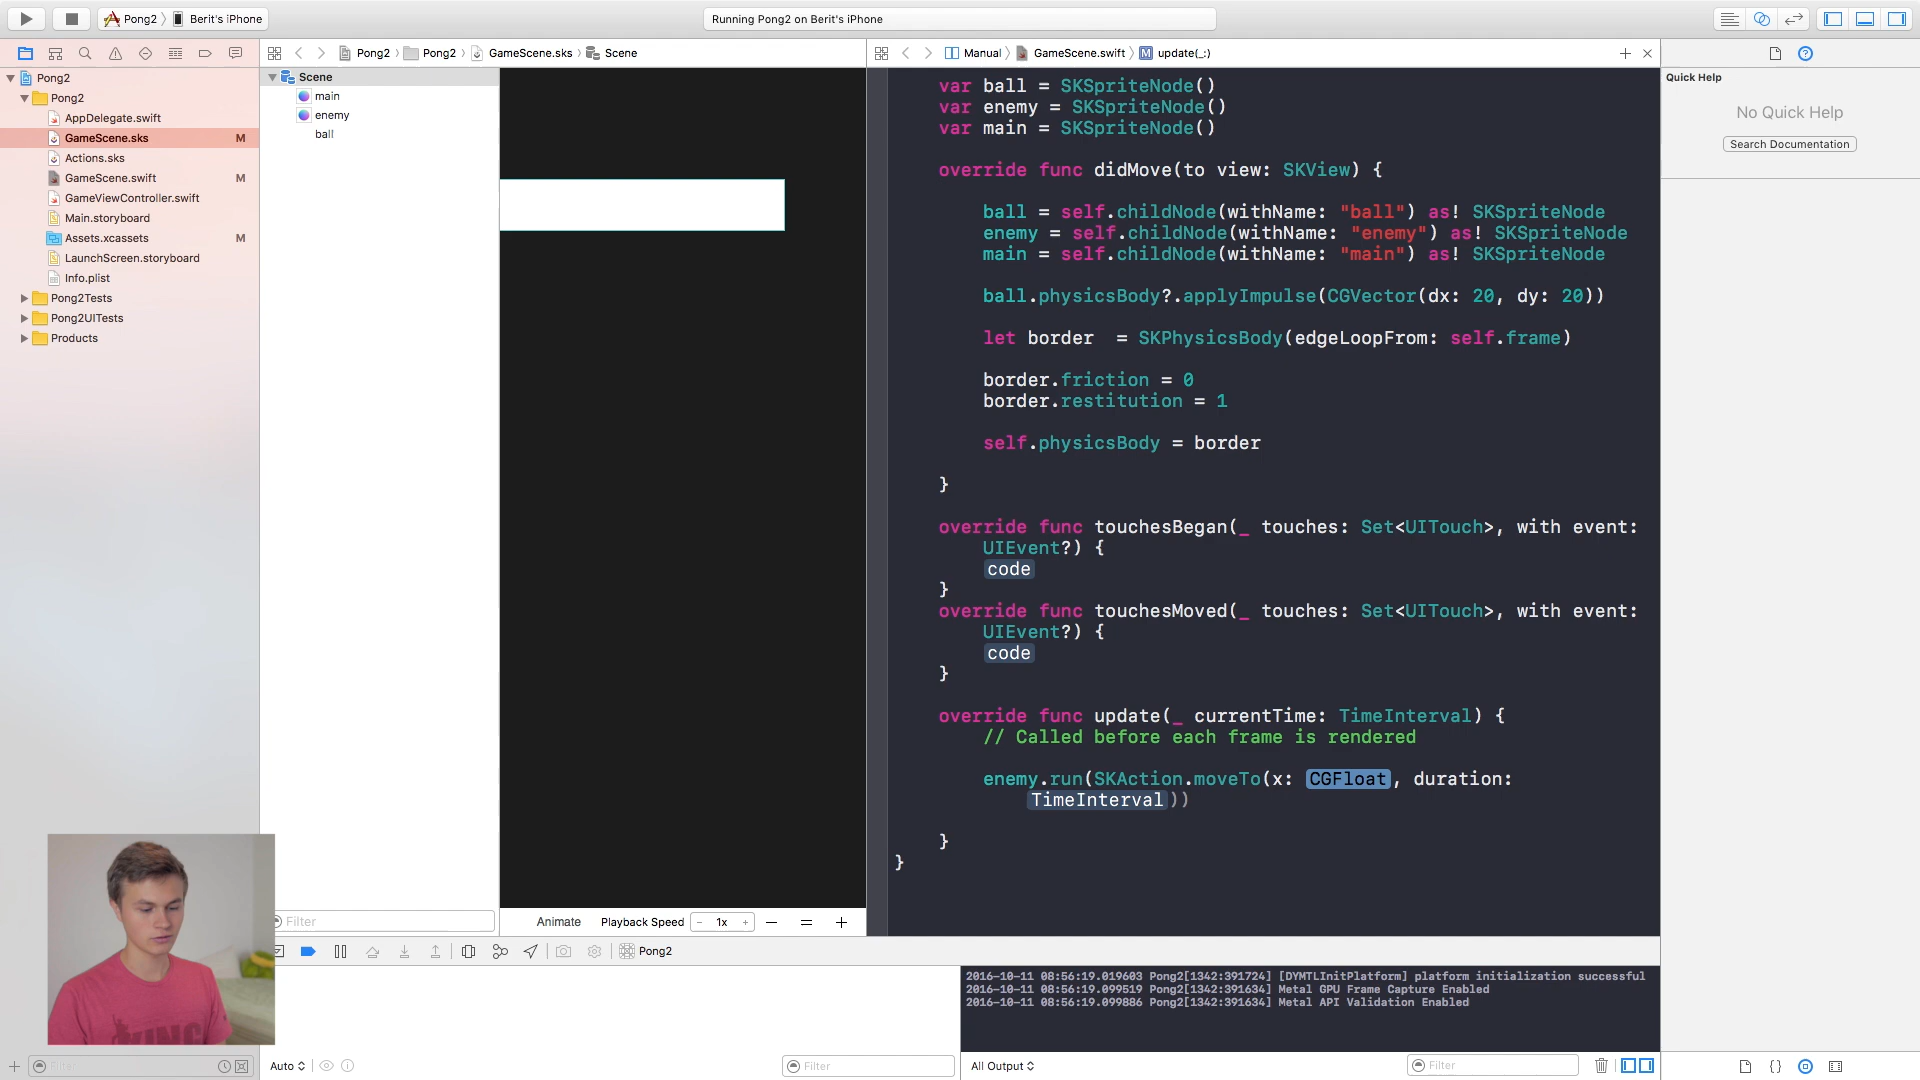 Pong2 Berit's iPhone
Running Pong2 on Berit's iPhone
Pong2 Pong2 GameScene.sks Scene
Manual GameScene.swift update(_:)
Pong2
Pong2
AppDelegate.swift
GameScene.sks M
Actions.sks
GameScene.swift M
GameViewController.swift
Main.storyboard
Assets.xcassets M
LaunchScreen.storyboard
Info.plist
Pong2Tests
Pong2UITests
Products
Scene
main
enemy
ball
var ball = SKSpriteNode()
var enemy = SKSpriteNode()
var main = SKSpriteNode()
override func didMove(to view: SKView) {
ball = self.childNode(withName: "ball") as! SKSpriteNode
enemy = self.childNode(withName: "enemy") as! SKSpriteNode
main = self.childNode(withName: "main") as! SKSpriteNode
ball.physicsBody?.applyImpulse(CGVector(dx: 20, dy: 20))
let border  = SKPhysicsBody(edgeLoopFrom: self.frame)
border.friction = 0
border.restitution = 1
self.physicsBody = border
}
override func touchesBegan(_ touches: Set<UITouch>, with event:
UIEvent?) {
code
}
override func touchesMoved(_ touches: Set<UITouch>, with event:
UIEvent?) {
code
}
override func update(_ currentTime: TimeInterval) {
// Called before each frame is rendered
enemy.run(SKAction.moveTo(x: CGFloat, duration:
TimeInterval))
}
}
Quick Help
No Quick Help
Search Documentation
Filter
Animate Playback Speed - 1x +
Pong2
2016-10-11 08:56:19.019603 Pong2[1342:391724] [DYMTLInitPlatform] platform initialization successful
2016-10-11 08:56:19.099519 Pong2[1342:391634] Metal GPU Frame Capture Enabled
2016-10-11 08:56:19.099886 Pong2[1342:391634] Metal API Validation Enabled
Filter
Auto
Filter
All Output
Filter